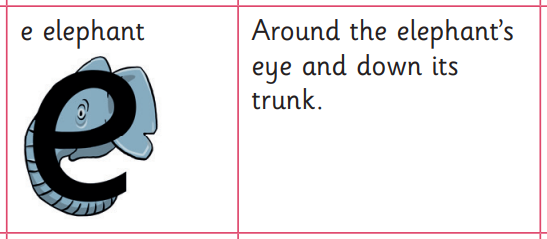 e elephant
e
Around the elephant's
eye and down its
trunk.